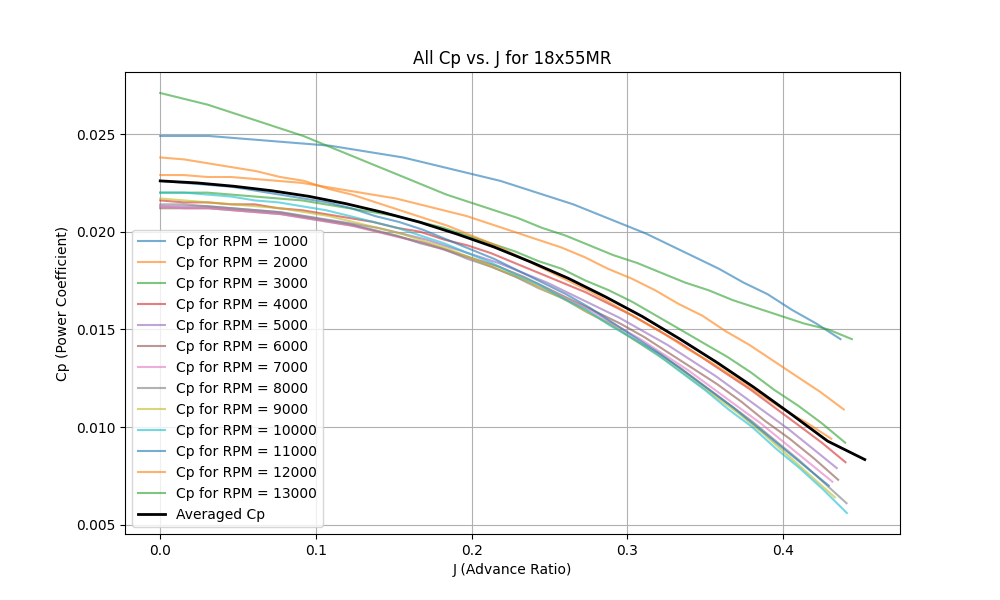 All Cp vs. J for 18x55MR
Cp (Power Coefficient)
0.025
0.020
0.015
0.010
0.005
Cp for RPM = 1000
Cp for RPM = 2000
Cp for RPM = 3000
Cp for RPM = 4000
Cp for RPM = 5000
Cp for RPM = 6000
Cp for RPM = 7000
Cp for RPM = 8000
Cp for RPM = 9000
Cp for RPM = 10000
Cp for RPM = 11000
Cp for RPM = 12000
Cp for RPM = 13000
Averaged Cp
0.0 0.1 0.2 0.3 0.4
J (Advance Ratio)